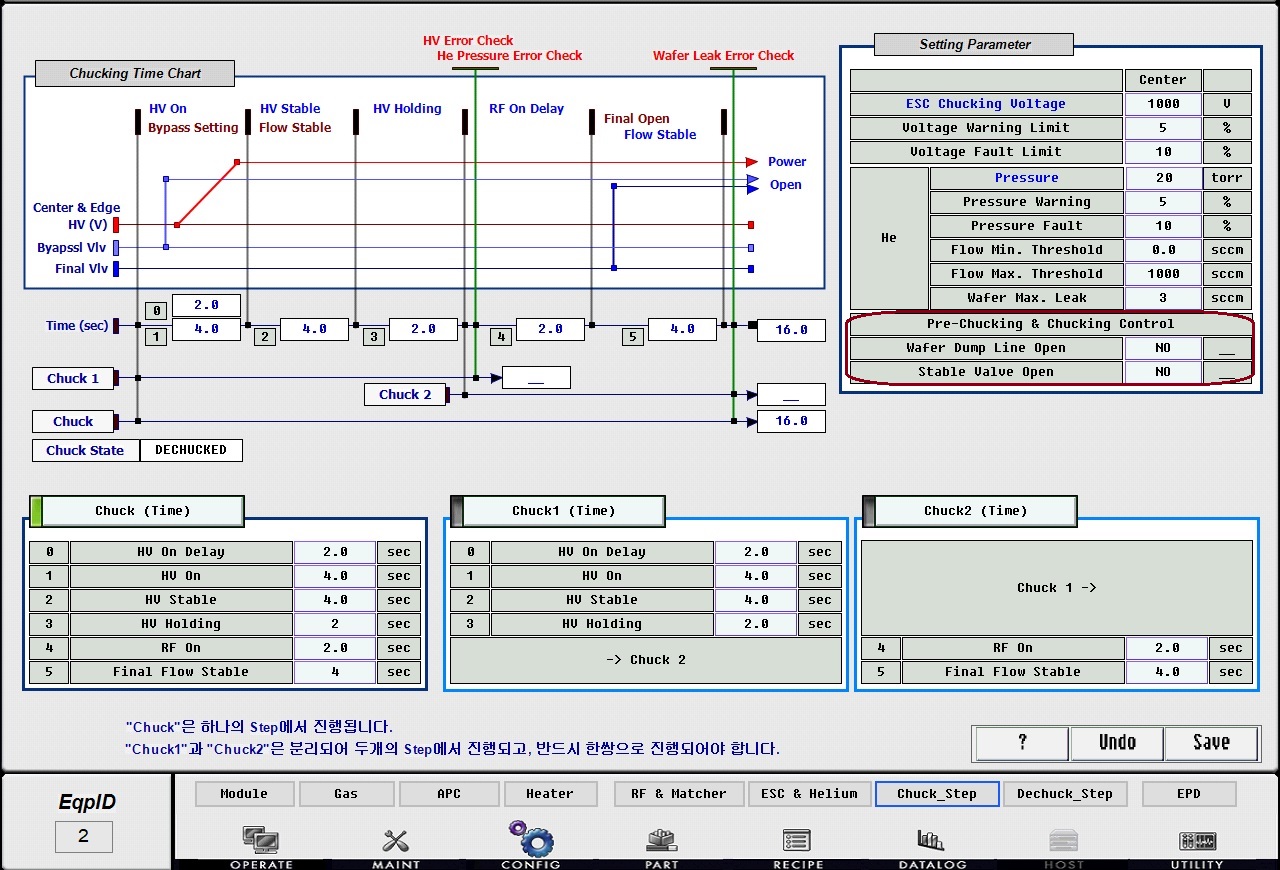 HV Error Check
He Pressure Error Check
Wafer Leak Error Check
Chucking Time Chart
HV On
Bypass Setting
HV Stable
Flow Stable
HV Holding
RF On Delay
Final Open
Flow Stable
Power
Open
Center & Edge
HV (V)
Byapssl Vlv
Final Vlv
Time (sec)
0 2.0
1 4.0
2 4.0
3 2.0
4 2.0
5 4.0
16.0
Chuck 1 __
Chuck 2 __
Chuck 16.0
Chuck State DECHUCKED
Setting Parameter
Center
ESC Chucking Voltage 1000 V
Voltage Warning Limit 5 %
Voltage Fault Limit 10 %
He
Pressure 20 torr
Pressure Warning 5 %
Pressure Fault 10 %
Flow Min. Threshold 0.0 sccm
Flow Max. Threshold 1000 sccm
Wafer Max. Leak 3 sccm
Pre-Chucking & Chucking Control
Wafer Dump Line Open NO __
Stable Valve Open NO __
Chuck (Time)
0 HV On Delay 2.0 sec
1 HV On 4.0 sec
2 HV Stable 4.0 sec
3 HV Holding 2 sec
4 RF On 2.0 sec
5 Final Flow Stable 4 sec
Chuck1 (Time)
0 HV On Delay 2.0 sec
1 HV On 4.0 sec
2 HV Stable 4.0 sec
3 HV Holding 2.0 sec
-> Chuck 2
Chuck2 (Time)
Chuck 1 ->
4 RF On 2.0 sec
5 Final Flow Stable 4.0 sec
"Chuck"은 하나의 Step에서 진행됩니다.
"Chuck1"과 "Chuck2"은 분리되어 두개의 Step에서 진행되고, 반드시 한쌍으로 진행되어야 합니다.
? Undo Save
EqpID
2
Module Gas APC Heater RF & Matcher ESC & Helium Chuck_Step Dechuck_Step EPD
OPERATE MAINT CONFIG PART RECIPE DATALOG HOST UTILITY